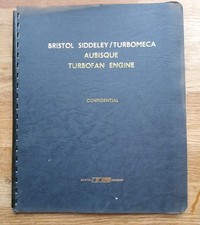 BRISTOL SIDDELEY/TURBOMECA
AUBISQUE
TURBOFAN ENGINE
CONFIDENTIAL